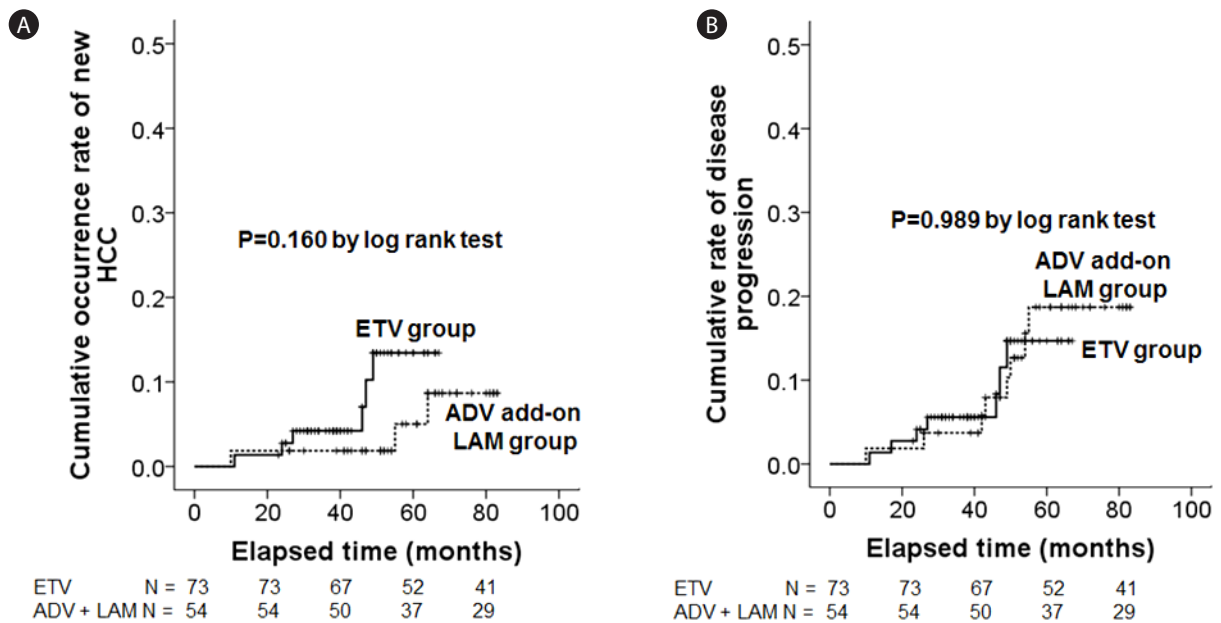 A
Cumulative occurrence rate of new
HCC
0.5
0.4
0.3
0.2
0.1
0.0
P=0.160 by log rank test
ETV group
ADV add-on
LAM group
0 20 40 60 80 100
Elapsed time (months)
ETV N = 73 73 67 52 41
ADV + LAM N = 54 54 50 37 29
B
Cumulative rate of disease
progression
0.5
0.4
0.3
0.2
0.1
0.0
P=0.989 by log rank test
ADV add-on
LAM group
ETV group
0 20 40 60 80 100
Elapsed time (months)
ETV N = 73 73 67 52 41
ADV + LAM N = 54 54 50 37 29